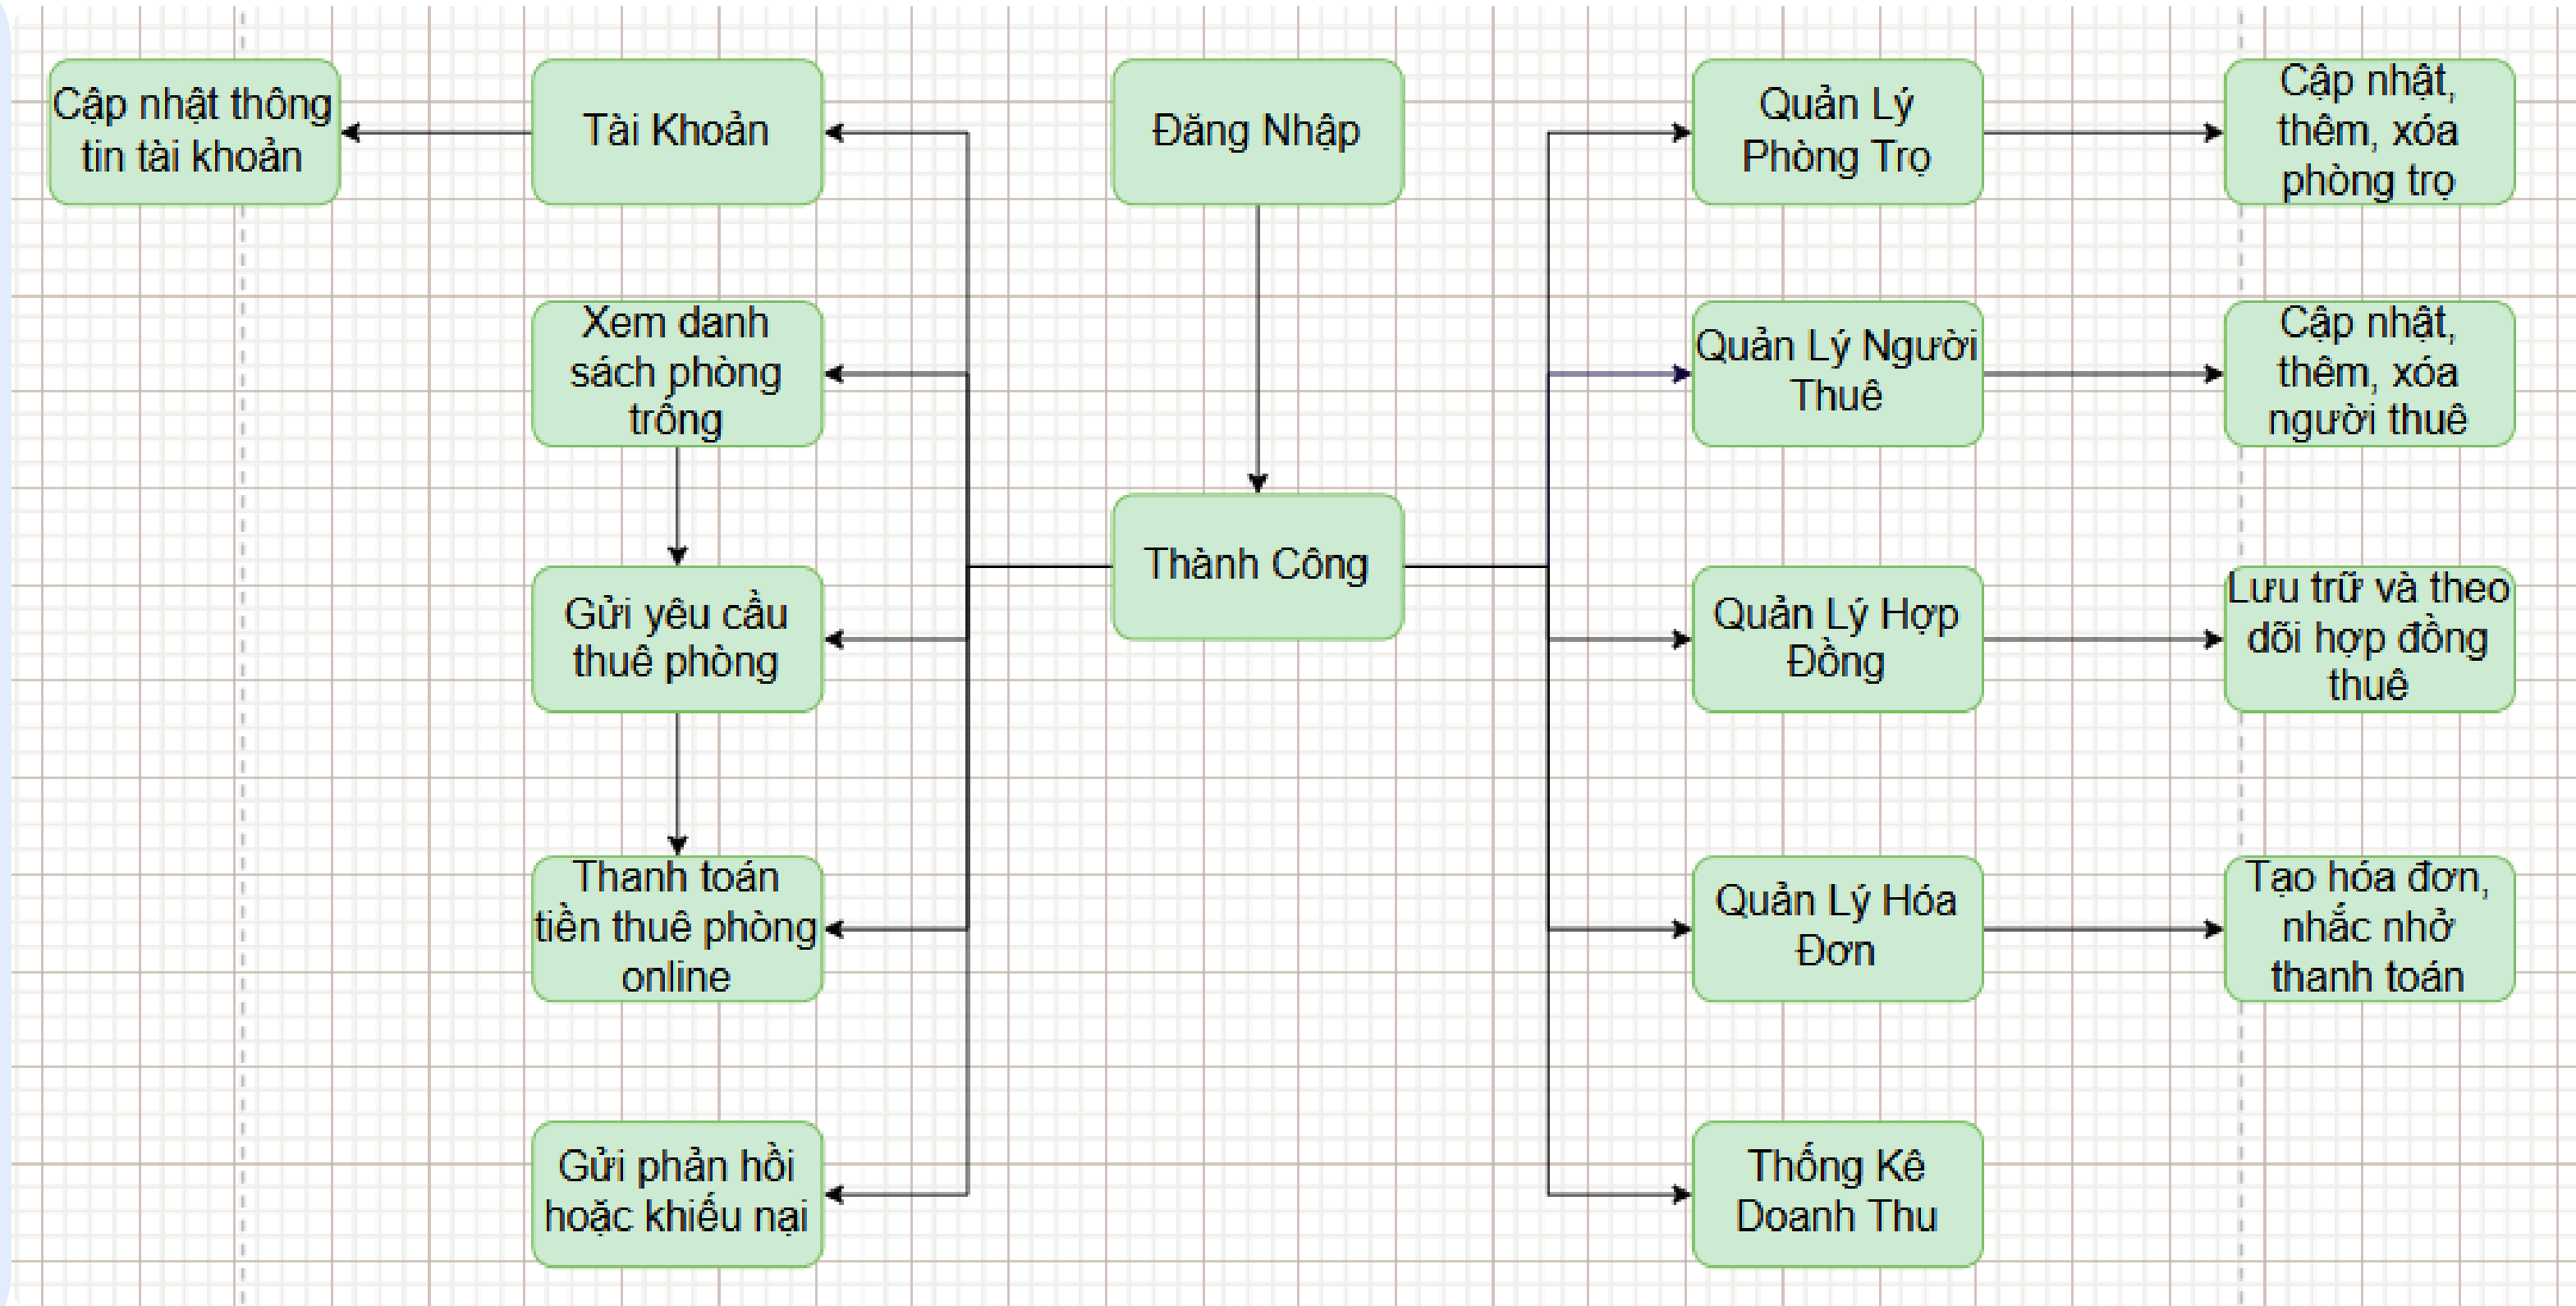 Cập nhật thông
tin tài khoản
Tài Khoản
Đăng Nhập
Quản Lý
Phòng Trọ
Cập nhật,
thêm, xóa
phòng trọ
Xem danh
sách phòng
trống
Quản Lý Người
Thuê
Cập nhật,
thêm, xóa
người thuê
Thành Công
Gửi yêu cầu
thuê phòng
Quản Lý Hợp
Đồng
Lưu trữ và theo
dõi hợp đồng
thuê
Thanh toán
tiền thuê phòng
online
Quản Lý Hóa
Đơn
Tạo hóa đơn,
nhắc nhở
thanh toán
Gửi phản hồi
hoặc khiếu nại
Thống Kê
Doanh Thu